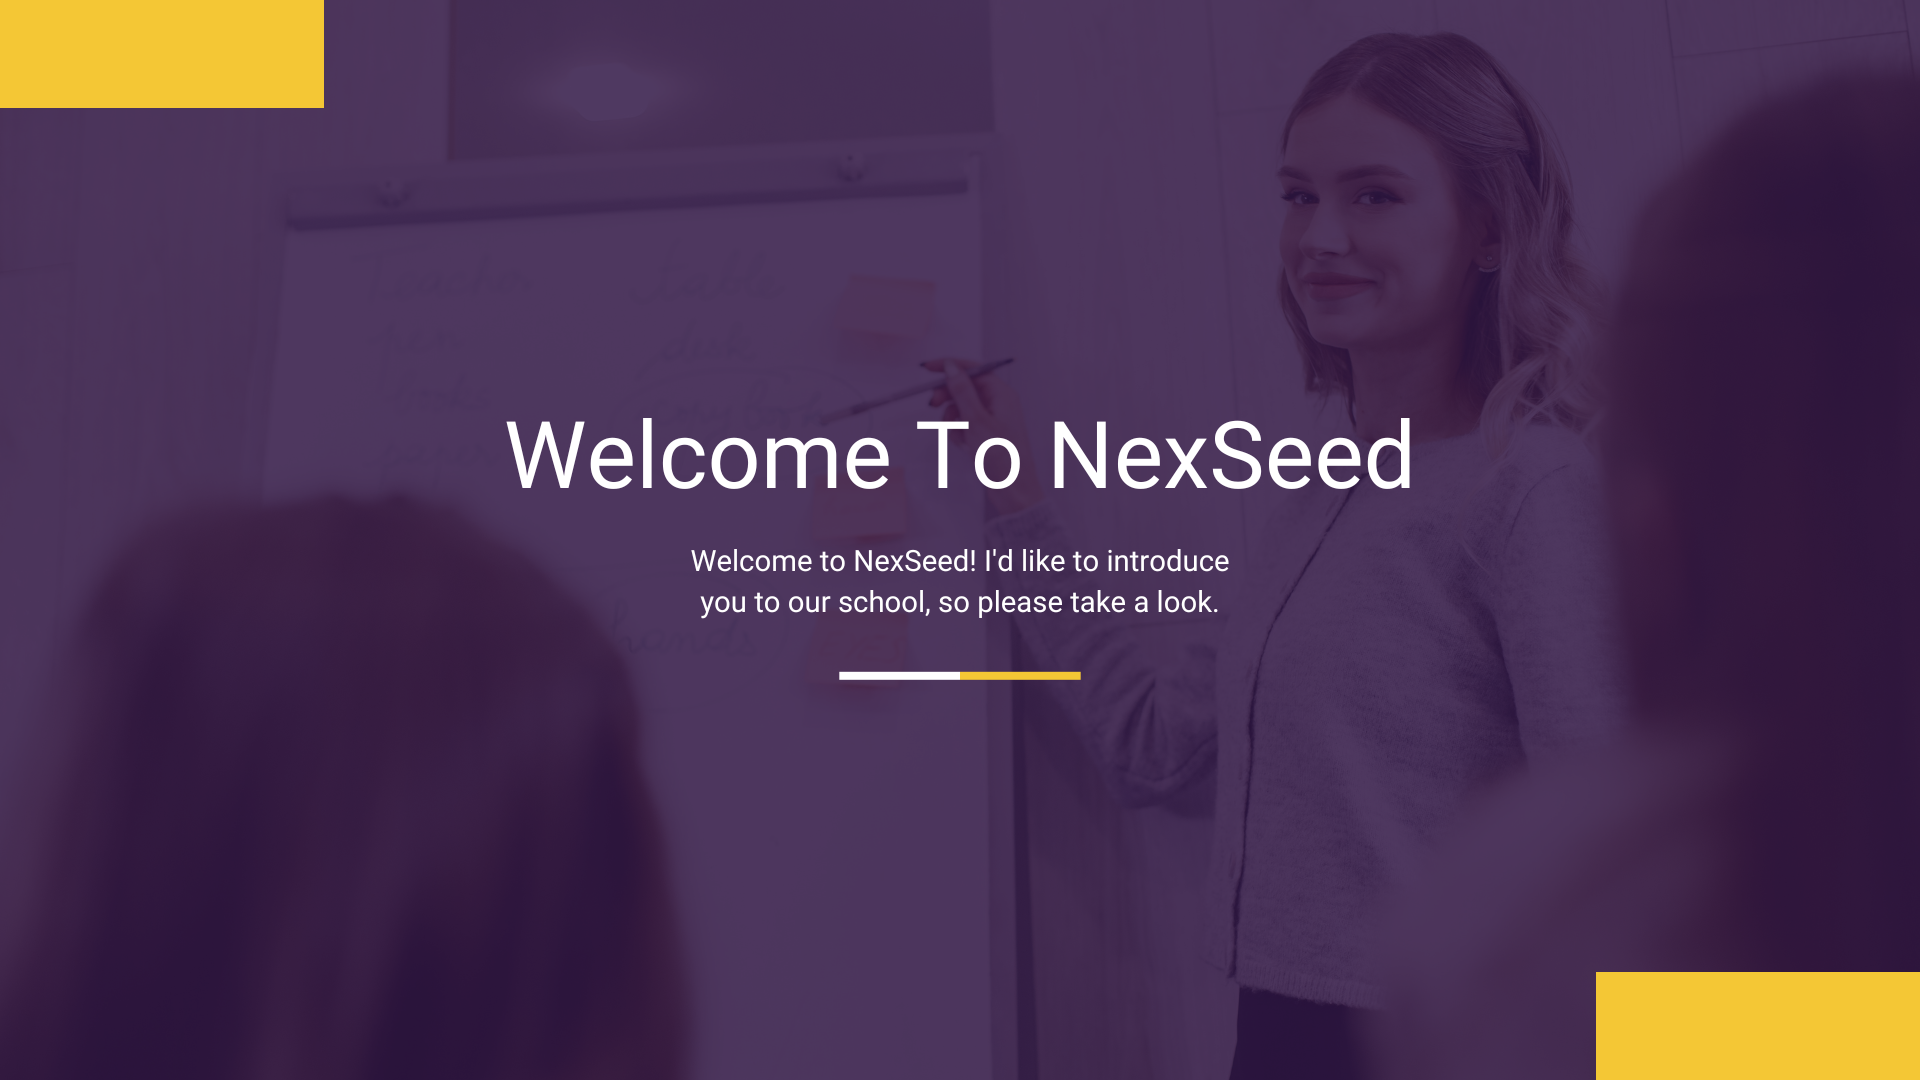 Welcome To NexSeed
Welcome to NexSeed! I'd like to introduce
you to our school, so please take a look.